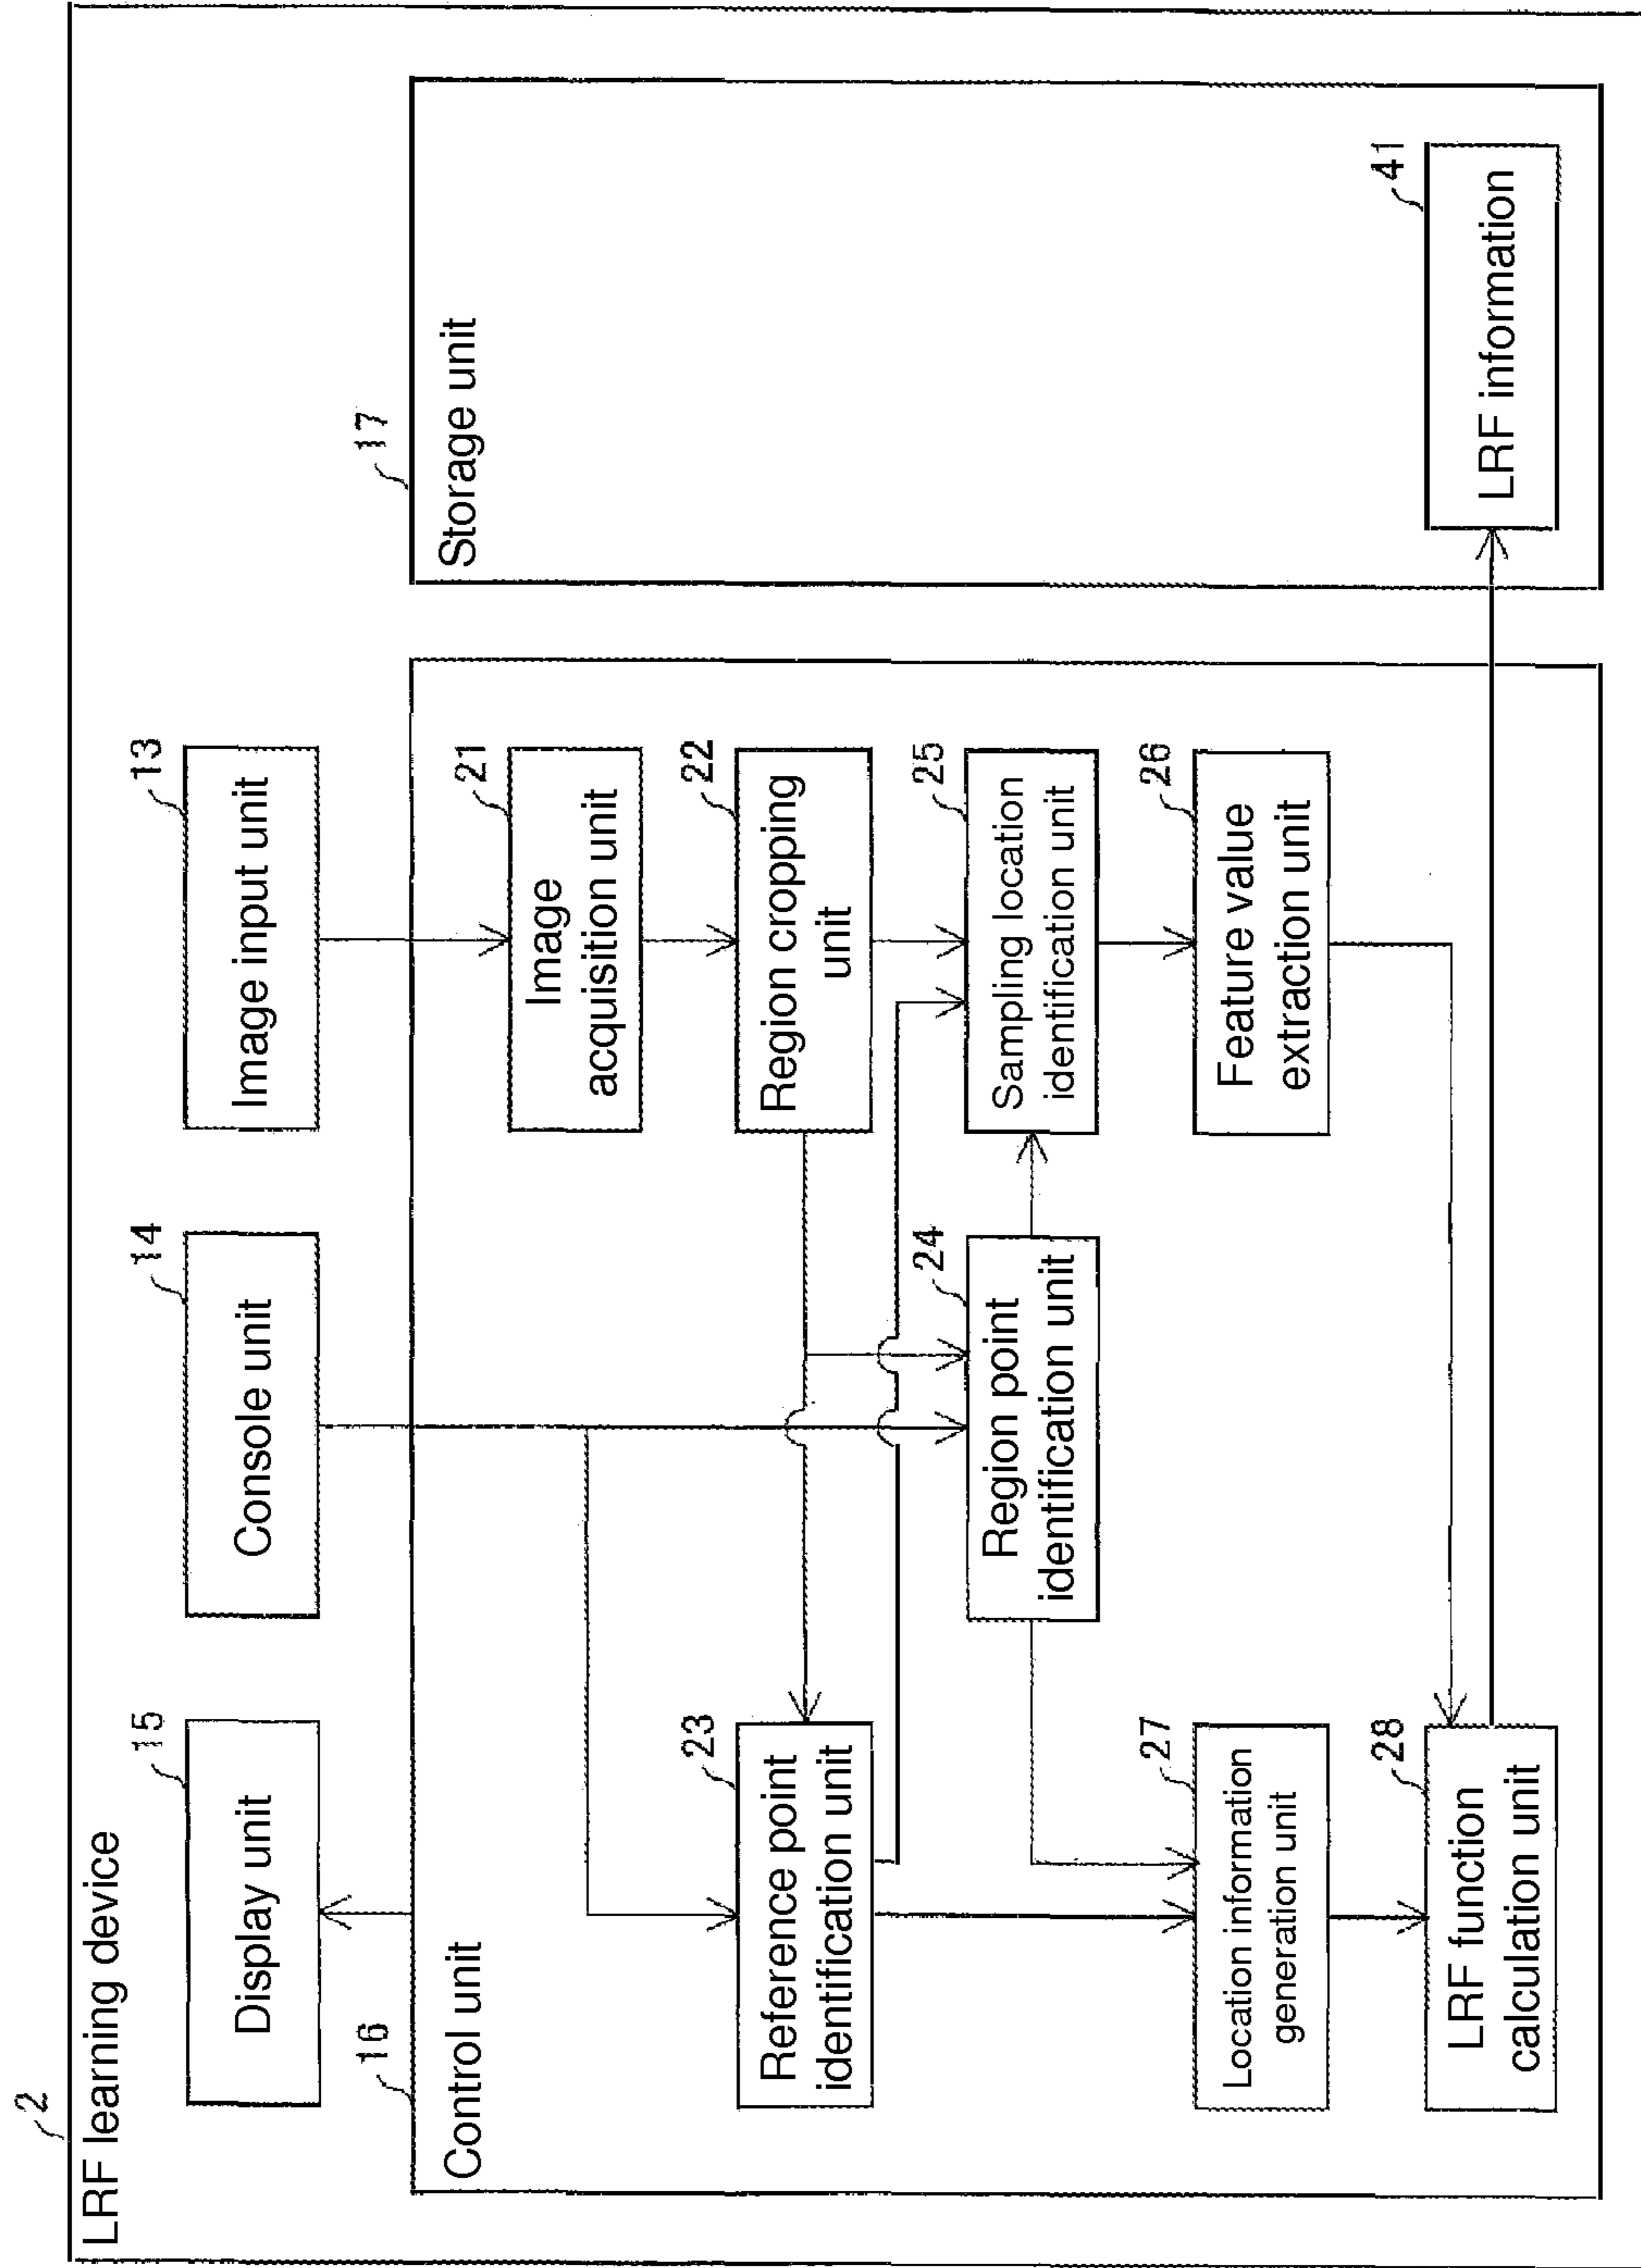 2
LRF learning device
15
Display unit
14
Console unit
13
Image input unit
16
Control unit
17
Storage unit
21
Image
acquisition unit
22
Region cropping
unit
23
Reference point
identification unit
24
Region point
identification unit
25
Sampling location
identification unit
26
Feature value
extraction unit
27
Location information
generation unit
28
LRF function
calculation unit
41
LRF information